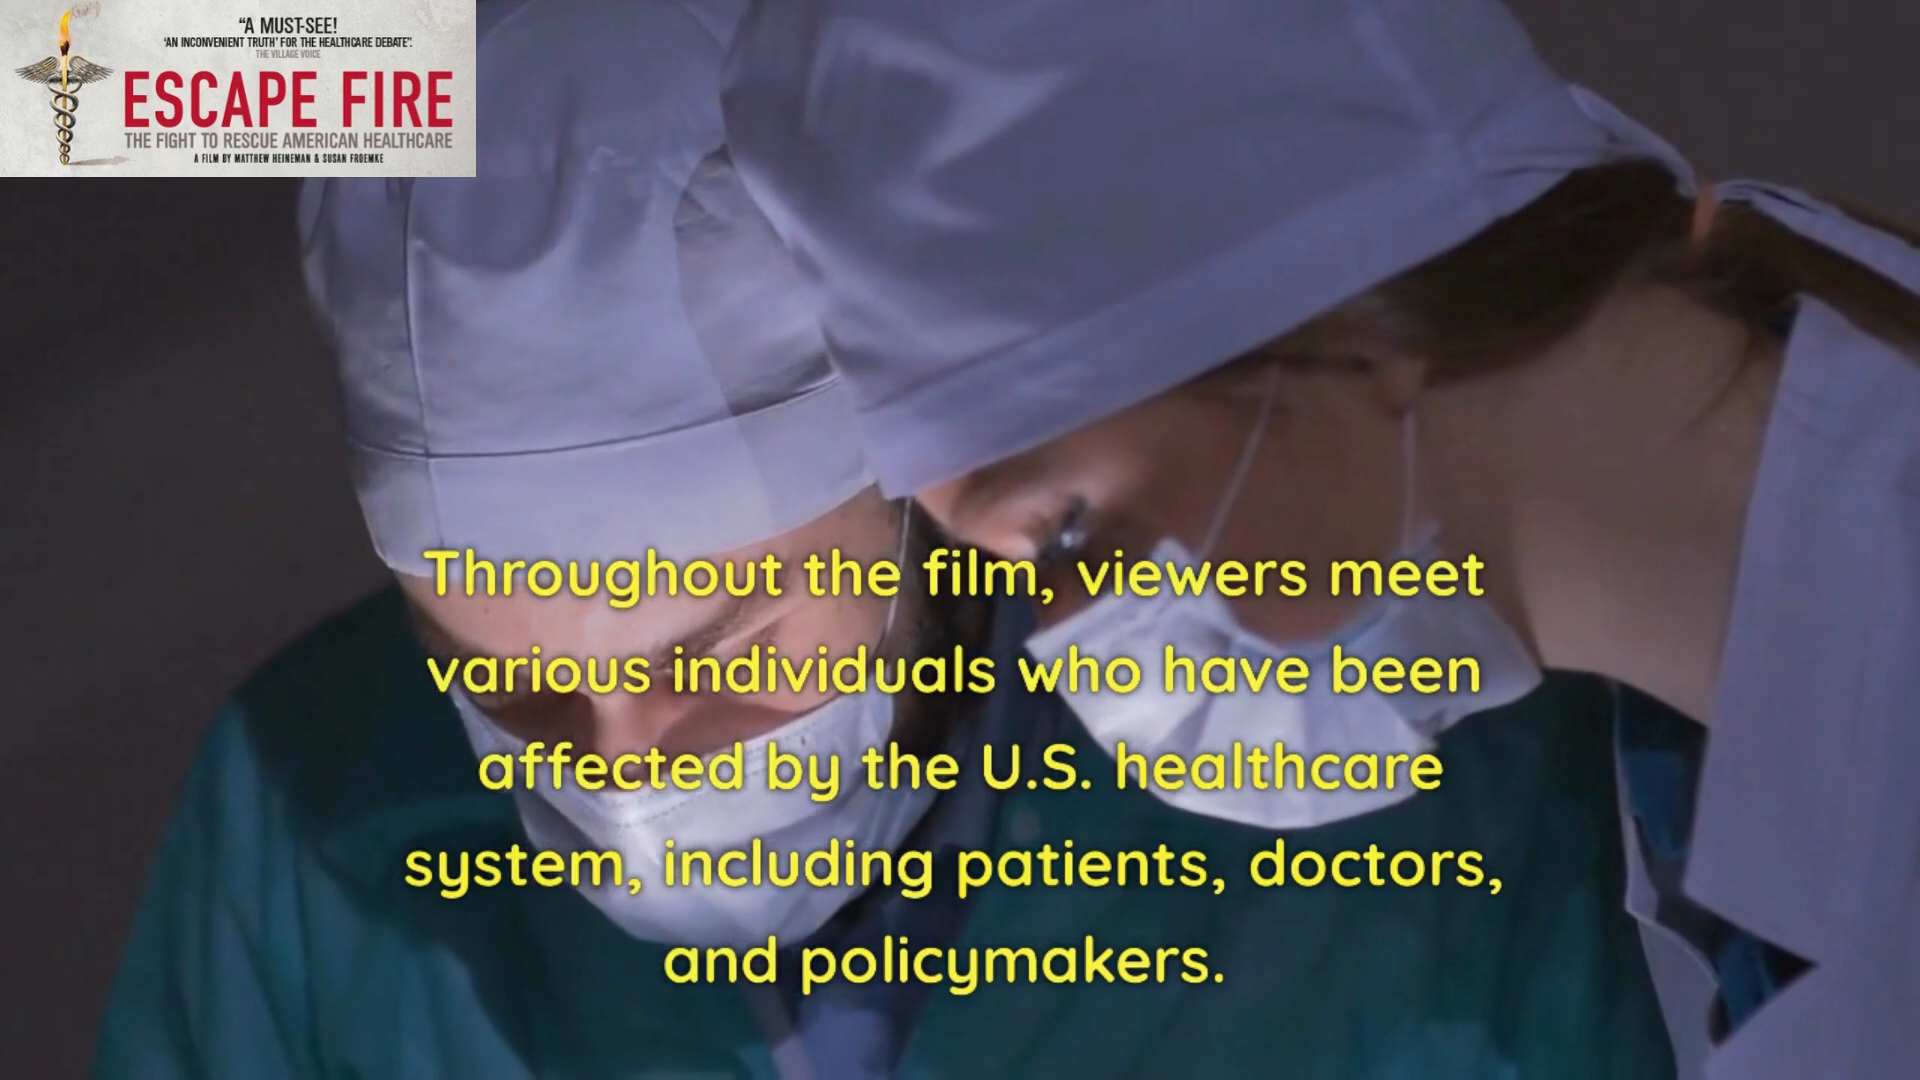 “A MUST-SEE!
‘AN INCONVENIENT TRUTH’ FOR THE HEALTHCARE DEBATE”.
THE VILLAGE VOICE
ESCAPE FIRE
THE FIGHT TO RESCUE AMERICAN HEALTHCARE
A FILM BY MATTHEW HEINEMAN & SUSAN FROEMKE
Throughout the film, viewers meet
various individuals who have been
affected by the U.S. healthcare
system, including patients, doctors,
and policymakers.